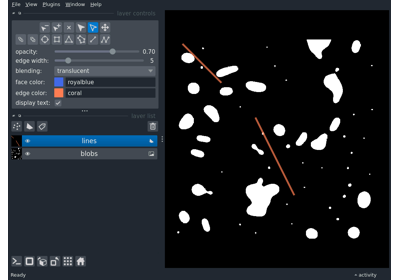 File View Plugins Window Help
layer controls
opacity: 0.70
edge width: 5
blending: translucent
face color: royalblue
edge color: coral
display text:
layer list
lines
blobs
activity